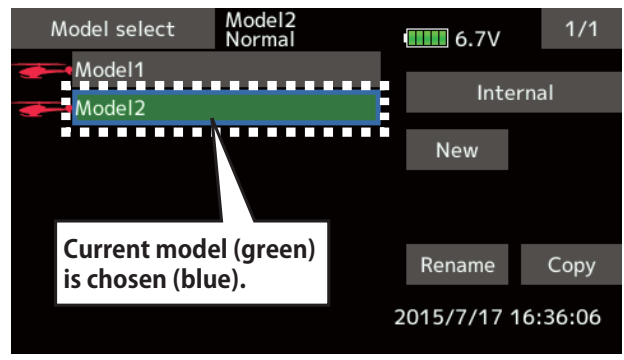 Model select
Model2
Normal
6.7V
1/1
Model1
Model2
Internal
New
Current model (green)
is chosen (blue).
Rename
Copy
2015/7/17 16:36:06